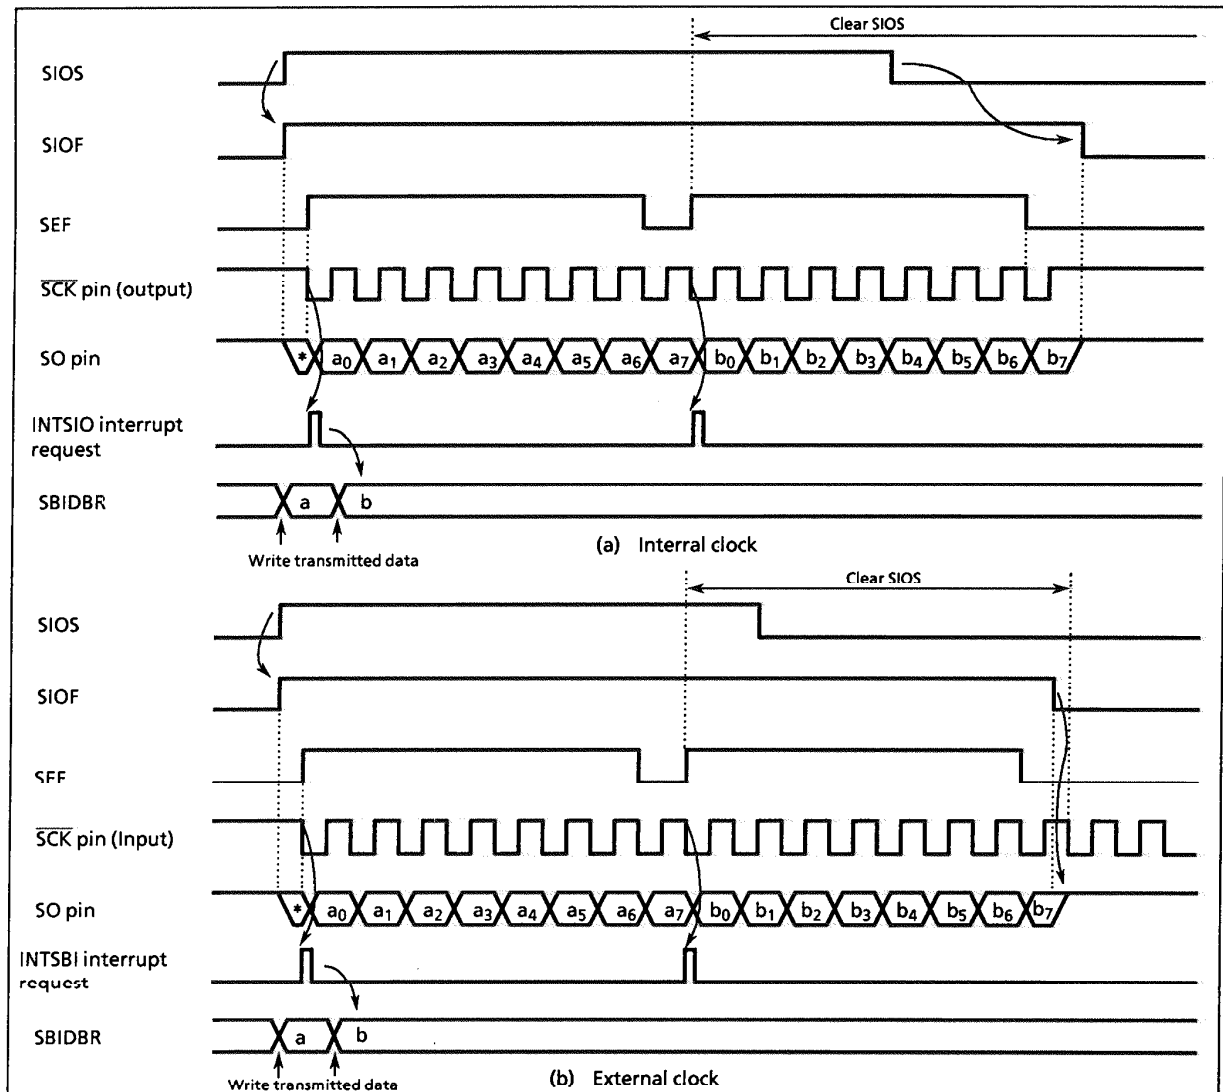 Clear SIOS
SIOS
SIOF
SEF
SCK pin (output)
SO pin
* a0 a1 a2 a3 a4 a5 a6 a7 b0 b1 b2 b3 b4 b5 b6 b7
INTSIO interrupt
request
SBIDBR
a b
Write transmitted data
(a) Interral clock
Clear SIOS
SIOS
SIOF
SEF
SCK pin (Input)
SO pin
* a0 a1 a2 a3 a4 a5 a6 a7 b0 b1 b2 b3 b4 b5 b6 b7
INTSBI interrupt
request
SBIDBR
a b
Write transmitted data
(b) External clock